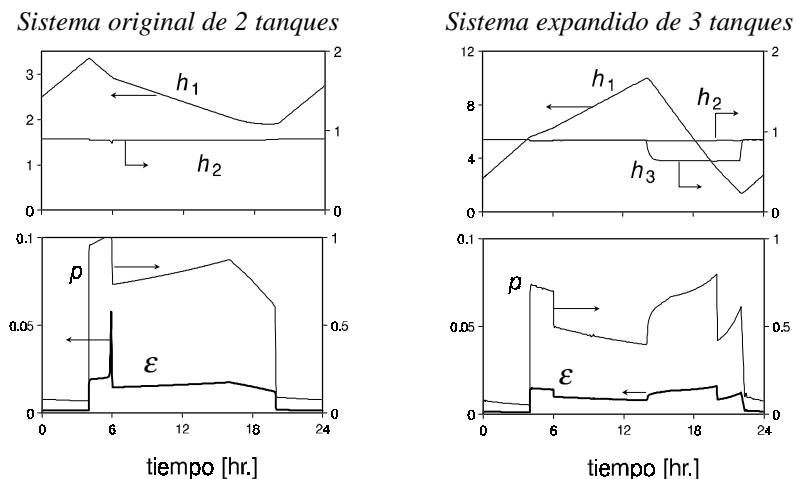 Sistema original de 2 tanques
Sistema expandido de 3 tanques
3
2
1
0
2
1
0
h1
h2
12
8
4
0
2
1
0
h1
h2
h3
0.1
0.05
0
1
0.5
0
p
ε
0 6 12 18 24
tiempo [hr.]
0.1
0.05
0
1
0.5
0
p
ε
0 6 12 18 24
tiempo [hr.]